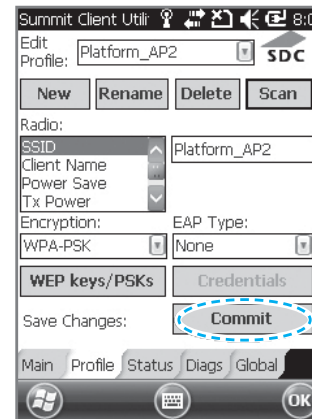 Summit Client Utili 8:0
Edit Profile: Platform_AP2 SDC
New Rename Delete Scan
Radio:
SSID Platform_AP2
Client Name
Power Save
Tx Power
Encryption: EAP Type:
WPA-PSK None
WEP keys/PSKs Credentials
Save Changes: Commit
Main Profile Status Diags Global
OK